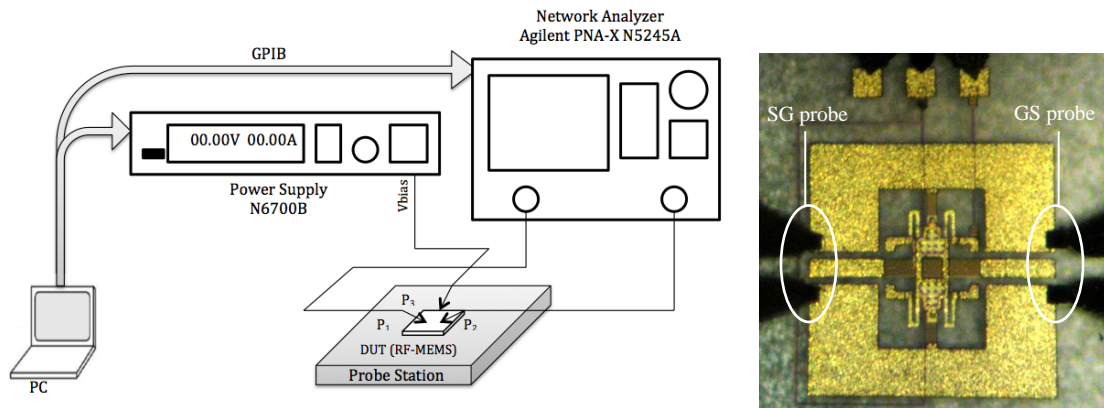 Network Analyzer
Agilent PNA-X N5245A
GPIB
00.00V 00.00A
Power Supply
N6700B
Vbias
P3
P1
P2
DUT (RF-MEMS)
Probe Station
PC
SG probe
GS probe